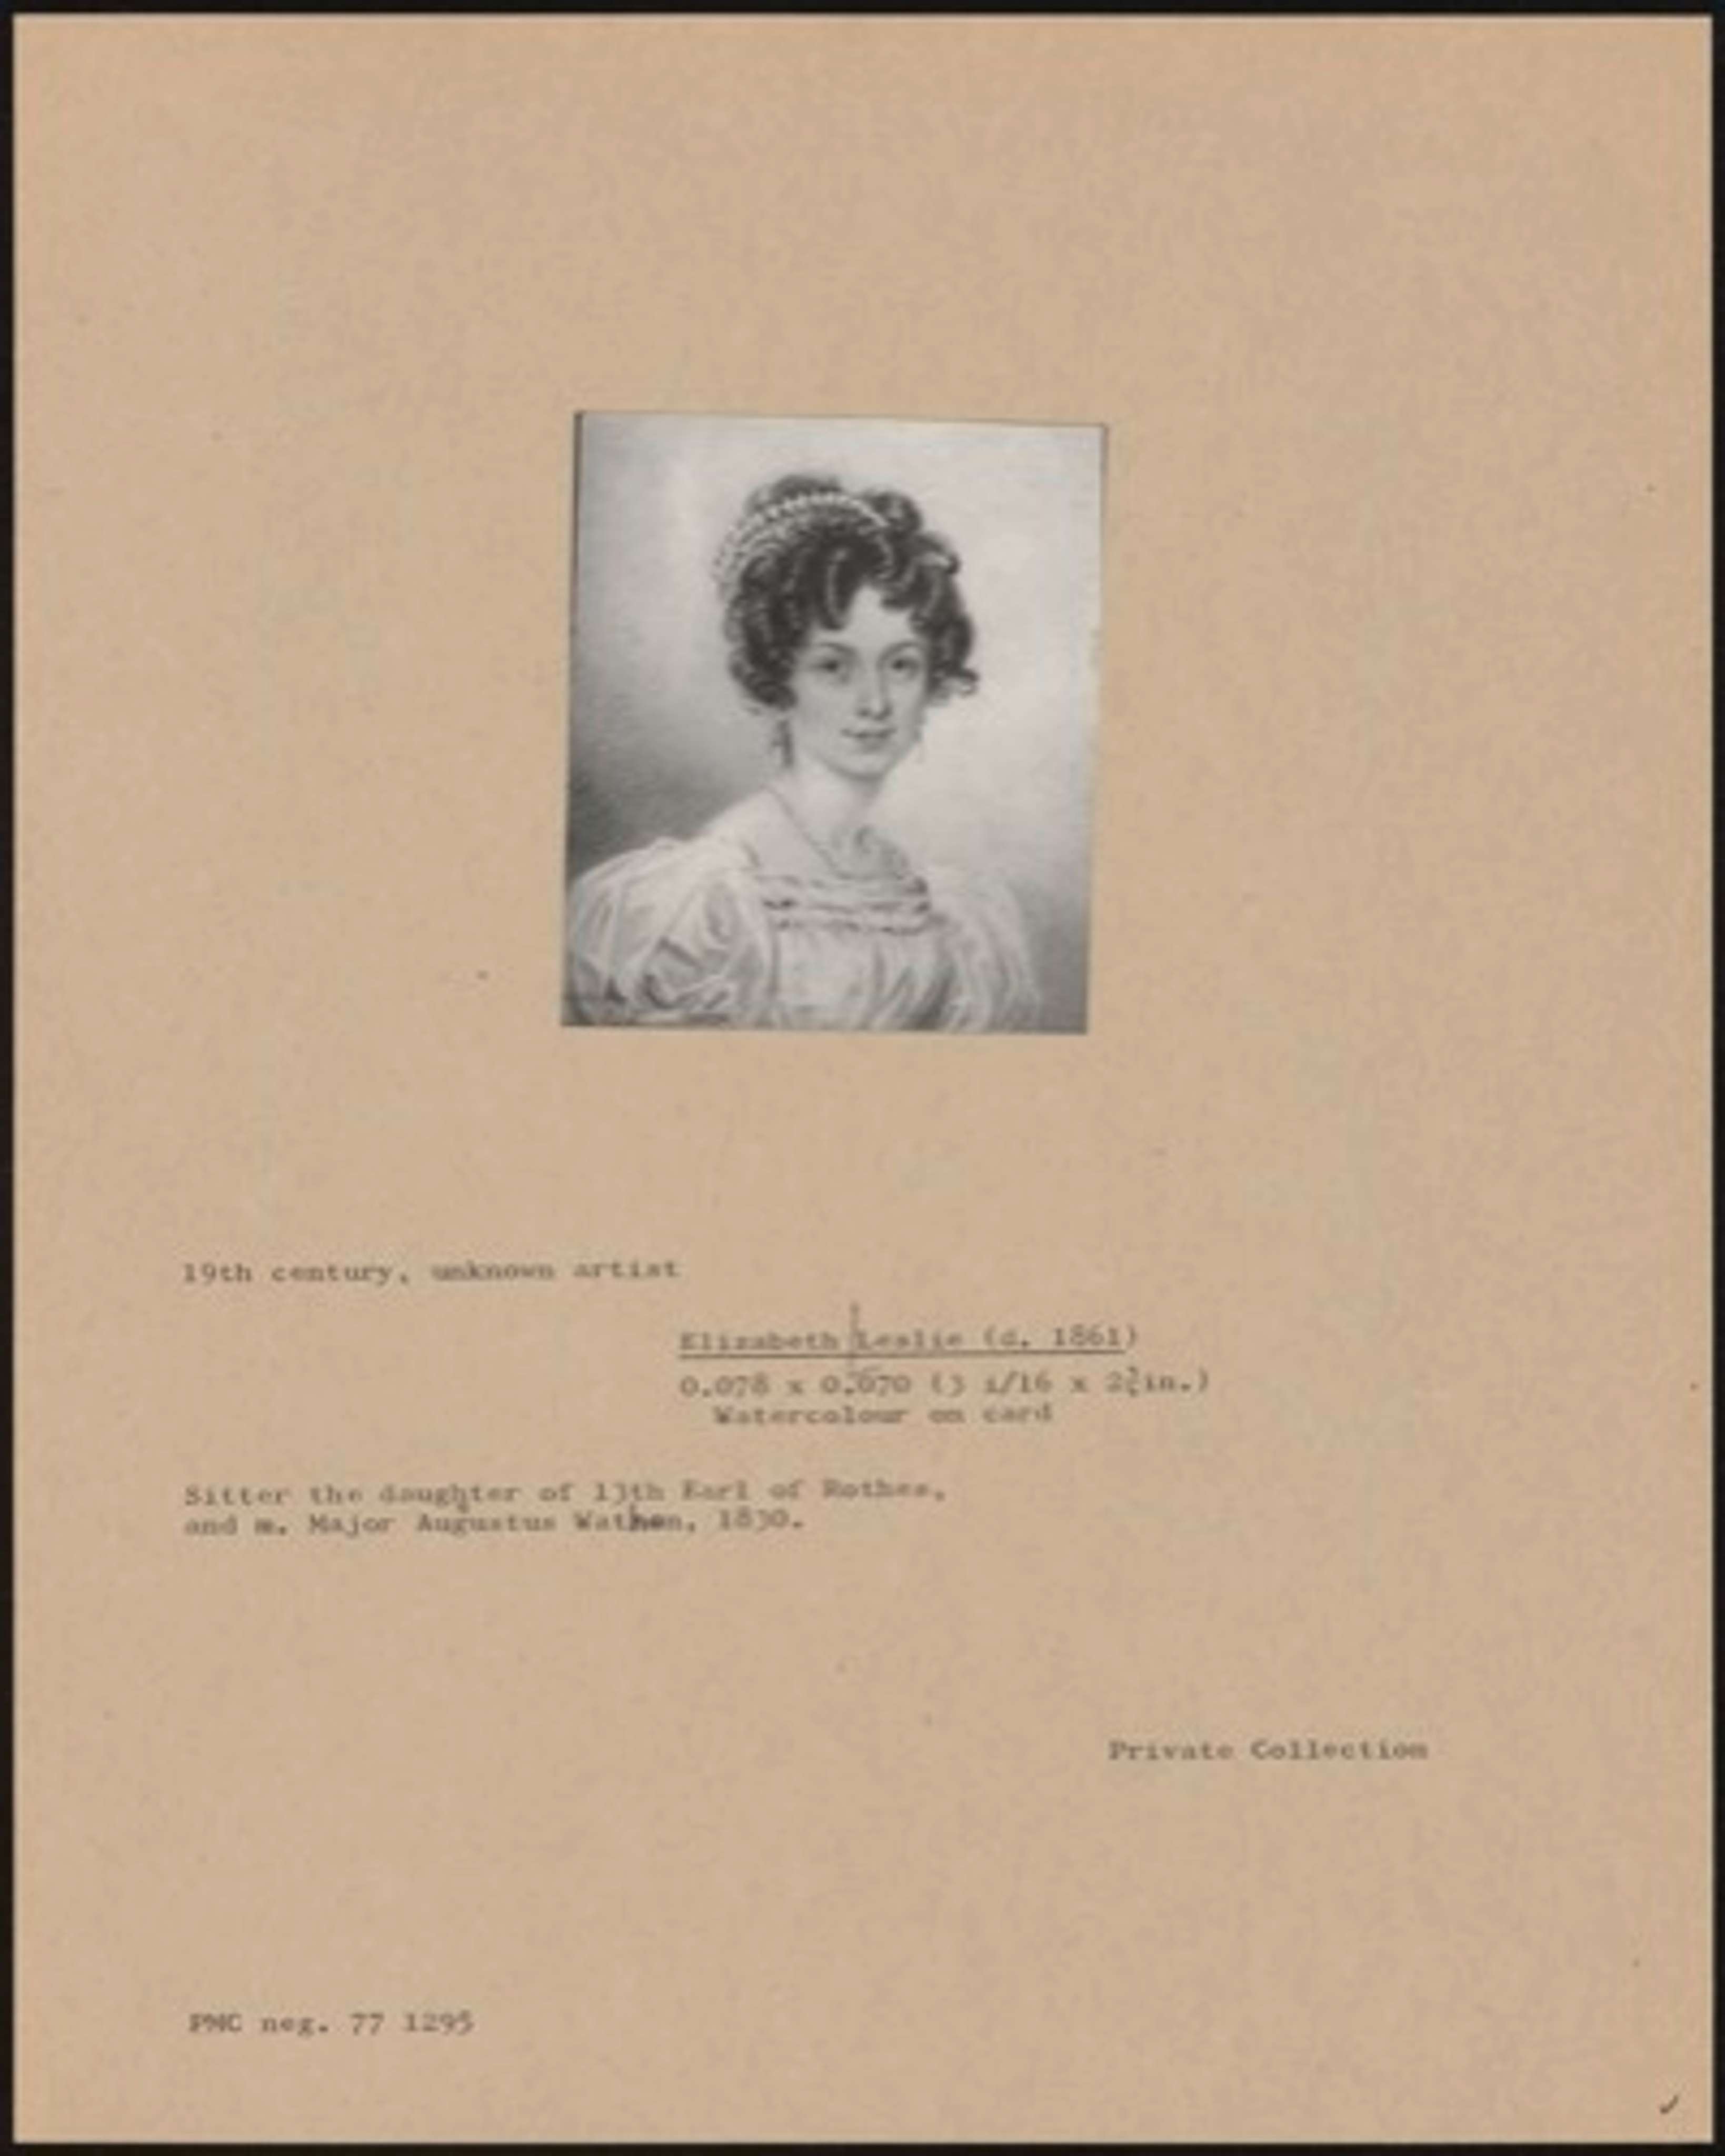 19th century, unknown artist
Elizabeth Leslie (d. 1861)
0.078 x 0.070 (3 1/16 x 2¾in.)
Watercolour on card
Sitter the daughter of 13th Earl of Rothes,
and m. Major Augustus Wathen, 1830.
Private Collection
PMC neg. 77 1295